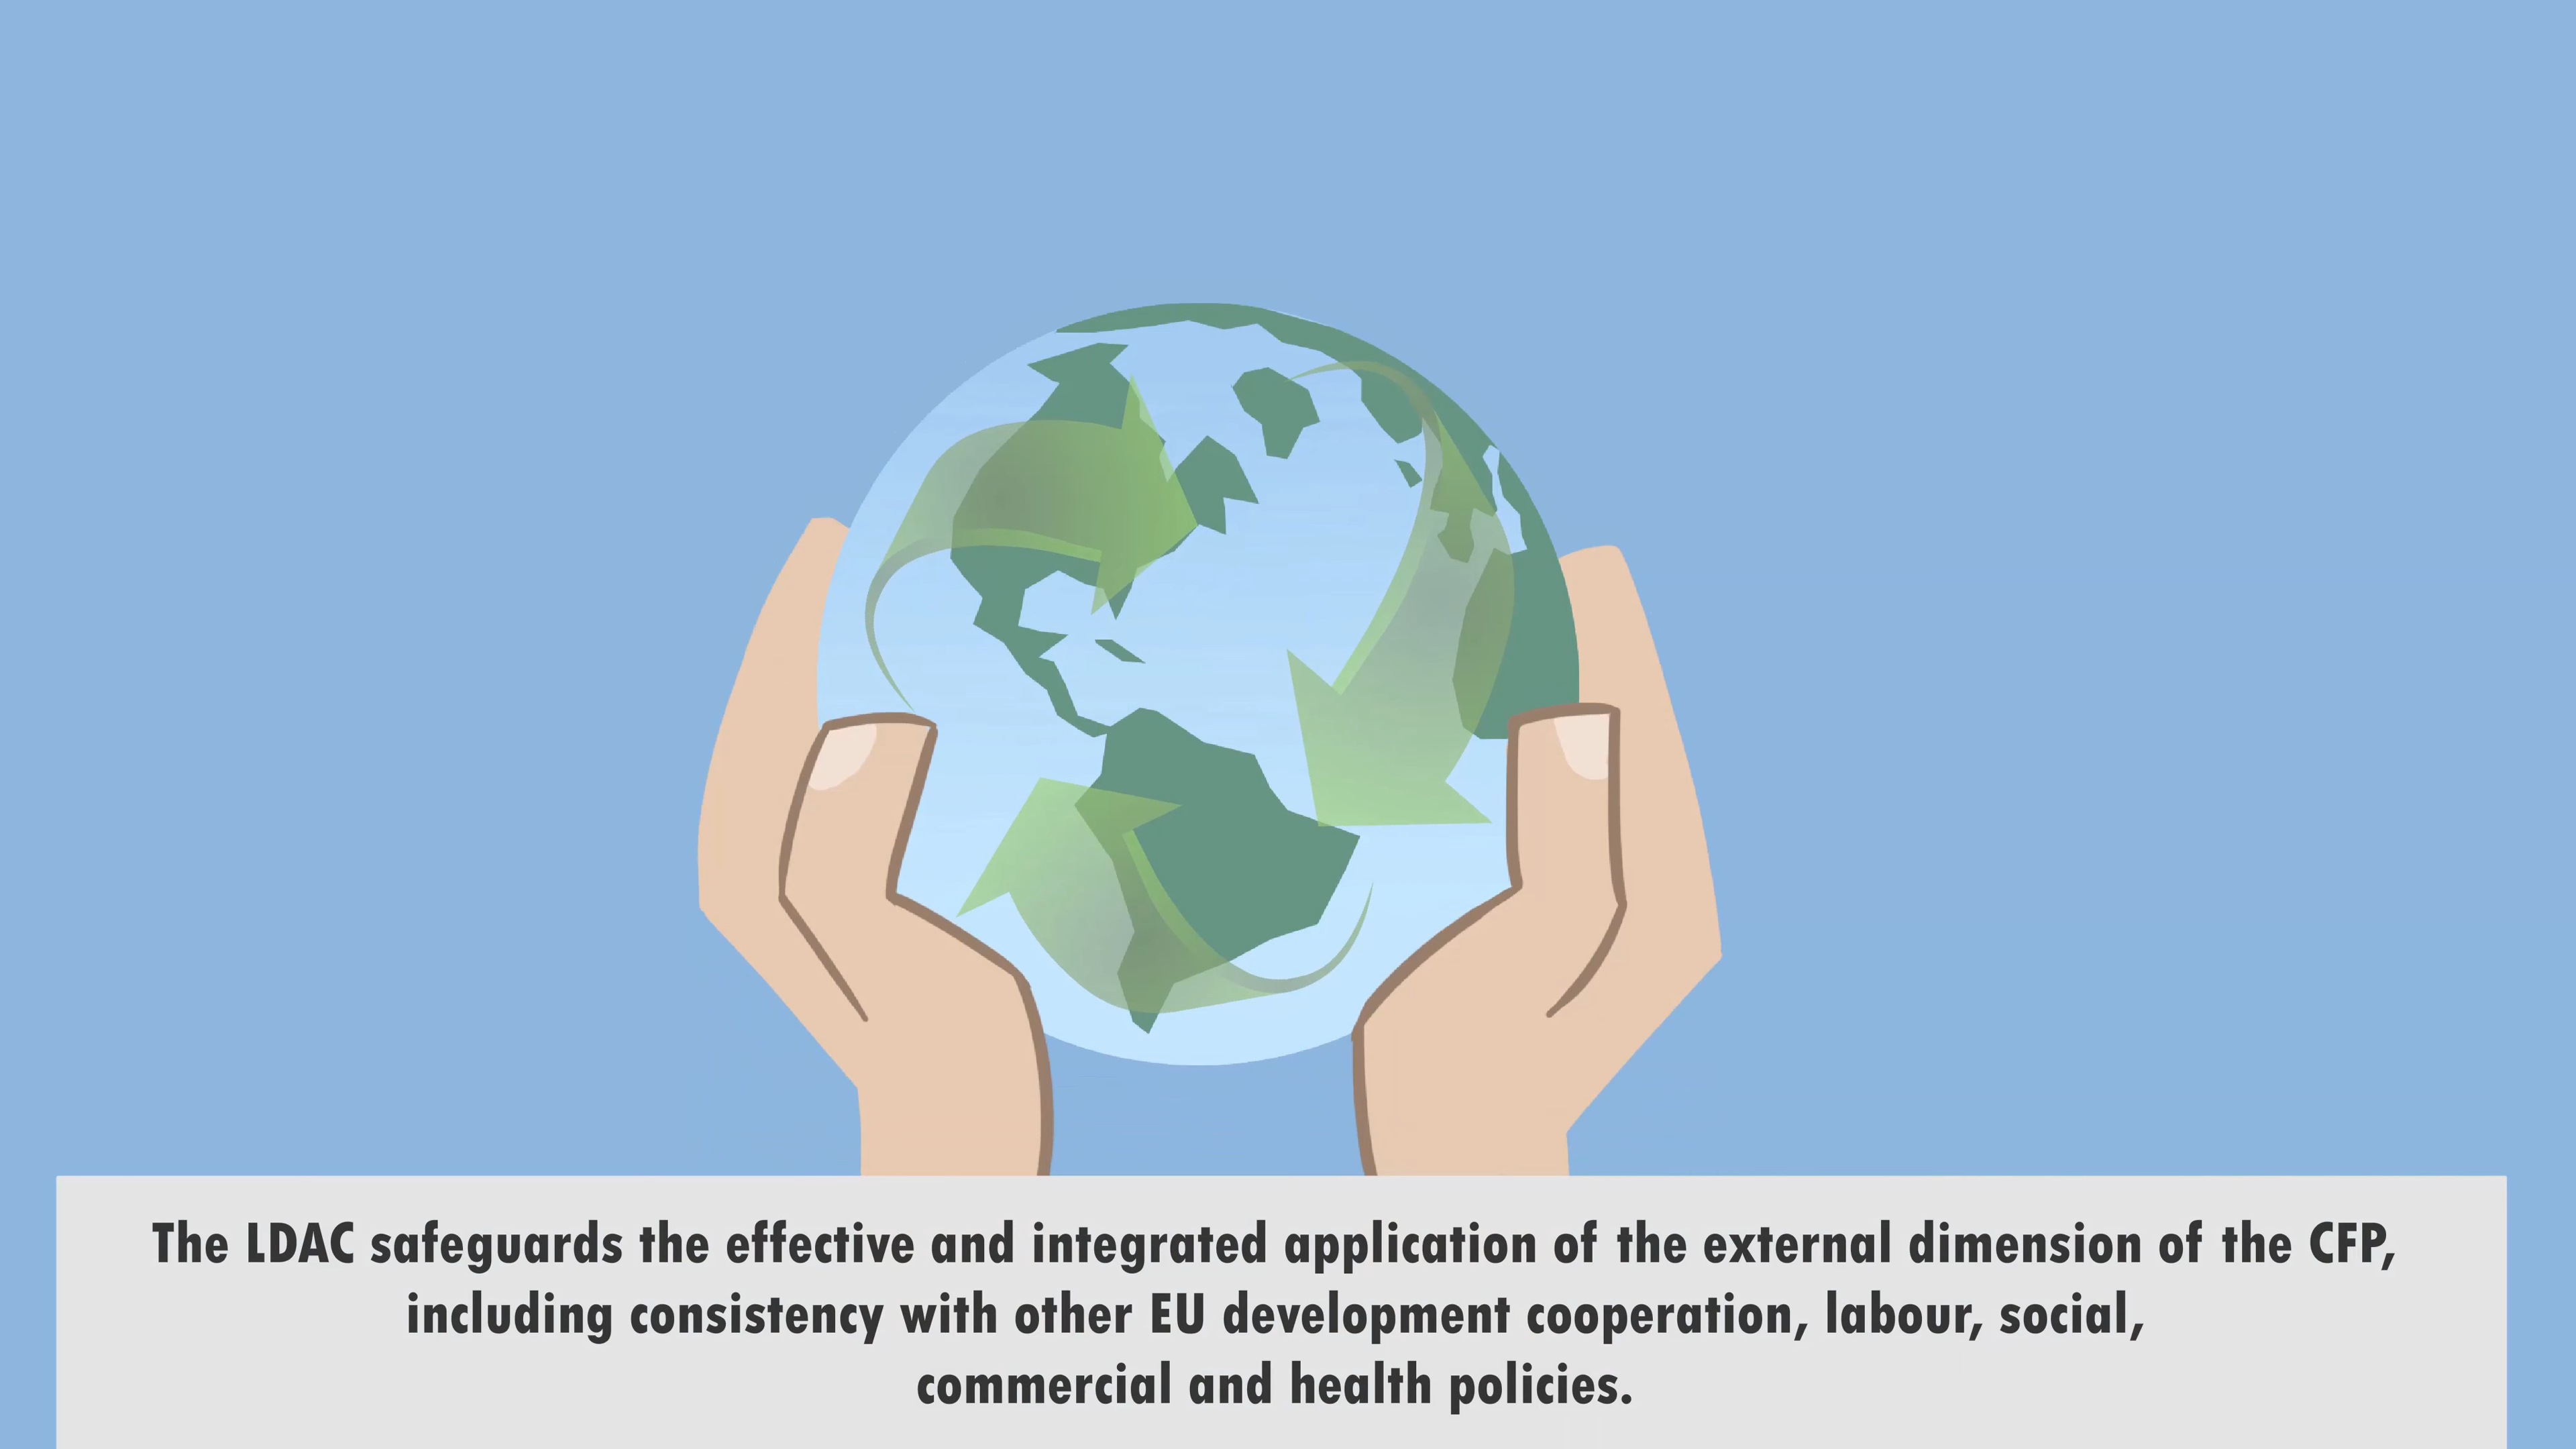 The LDAC safeguards the effective and integrated application of the external dimension of the CFP,
including consistency with other EU development cooperation, labour, social,
commercial and health policies.